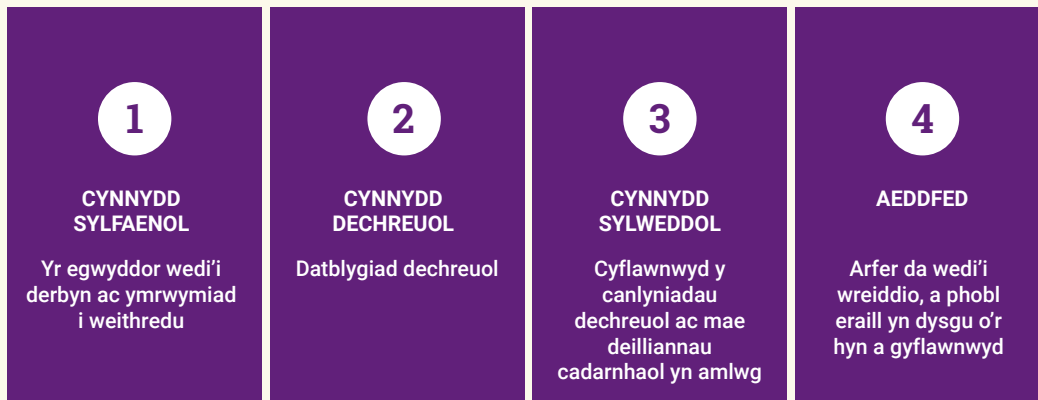 1
CYNNYDD
SYLFAENOL
Yr egwyddor wedi’i
derbyn ac ymrwymiad
i weithredu
2
CYNNYDD
DECHREUOL
Datblygiad dechreuol
3
CYNNYDD
SYLWEDDOL
Cyflawnwyd y
canlyniadau
dechreuol ac mae
deilliannau
cadarnhaol yn amlwg
4
AEDDFED
Arfer da wedi’i
wreiddio, a phobl
eraill yn dysgu o’r
hyn a gyflawnwyd